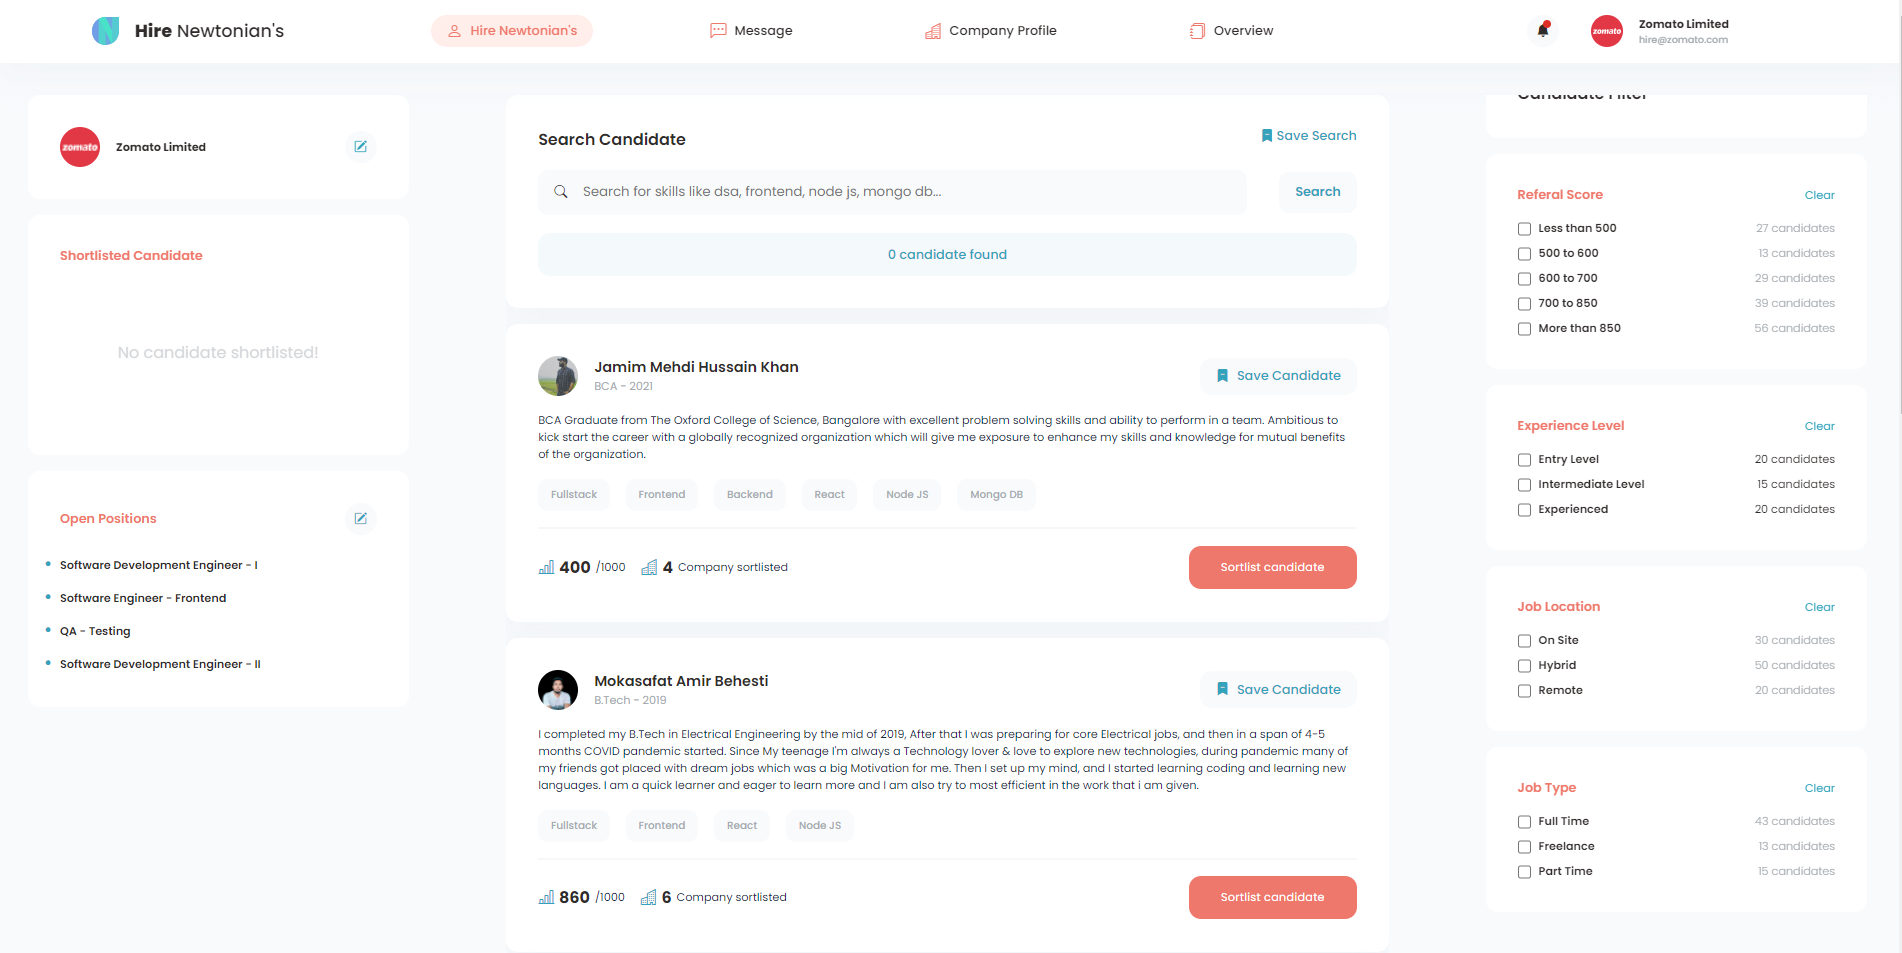 Hire Newtonian's
Hire Newtonian's
Message
Company Profile
Overview
zomato
Zomato Limited
hire@zomato.com
zomato
Zomato Limited
Shortlisted Candidate
No candidate shortlisted!
Open Positions
Software Development Engineer - I
Software Engineer - Frontend
QA - Testing
Software Development Engineer - II
Search Candidate
Save Search
Search for skills like dsa, frontend, node js, mongo db...
Search
0 candidate found
Jamim Mehdi Hussain Khan
BCA - 2021
Save Candidate
BCA Graduate from The Oxford College of Science, Bangalore with excellent problem solving skills and ability to perform in a team. Ambitious to
kick start the career with a globally recognized organization which will give me exposure to enhance my skills and knowledge for mutual benefits
of the organization.
Fullstack
Frontend
Backend
React
Node JS
Mongo DB
400 /1000
4 Company sortlisted
Sortlist candidate
Mokasafat Amir Behesti
B.Tech - 2019
Save Candidate
I completed my B.Tech in Electrical Engineering by the mid of 2019, After that I was preparing for core Electrical jobs, and then in a span of 4-5
months COVID pandemic started. Since My teenage I'm always a Technology lover & love to explore new technologies, during pandemic many of
my friends got placed with dream jobs which was a big Motivation for me. Then I set up my mind, and I started learning coding and learning new
languages. I am a quick learner and eager to learn more and I am also try to most efficient in the work that i am given.
Fullstack
Frontend
React
Node JS
860 /1000
6 Company sortlisted
Sortlist candidate
Candidate Filter
Referal Score
Clear
Less than 500 27 candidates
500 to 600 13 candidates
600 to 700 29 candidates
700 to 850 39 candidates
More than 850 56 candidates
Experience Level
Clear
Entry Level 20 candidates
Intermediate Level 15 candidates
Experienced 20 candidates
Job Location
Clear
On Site 30 candidates
Hybrid 50 candidates
Remote 20 candidates
Job Type
Clear
Full Time 43 candidates
Freelance 13 candidates
Part Time 15 candidates